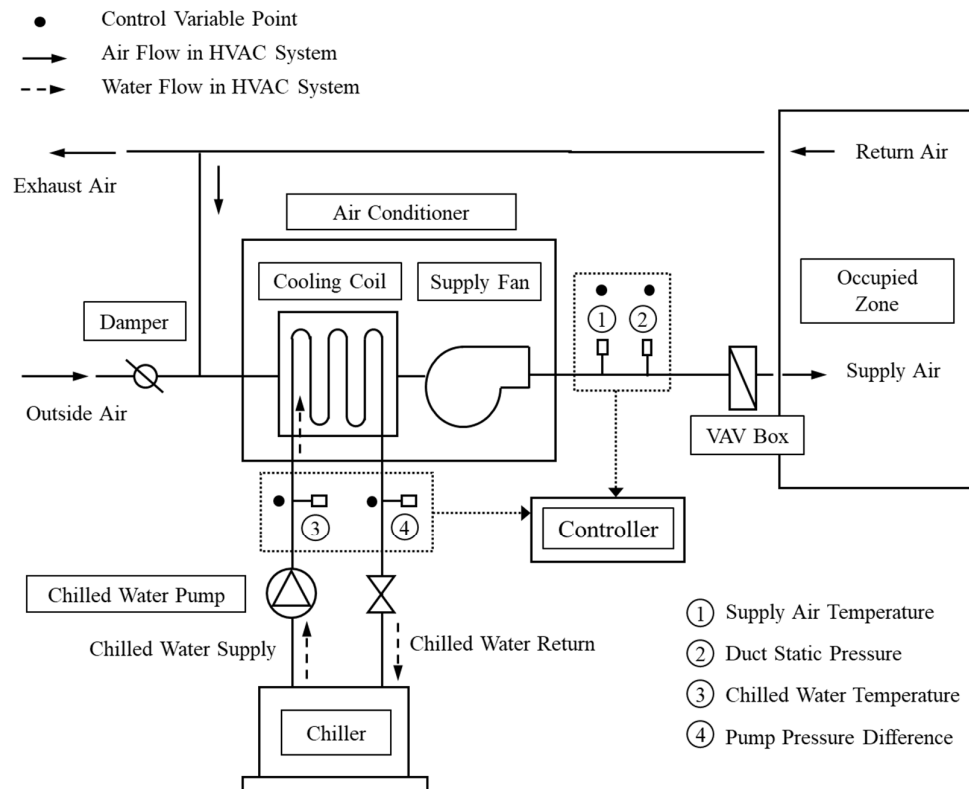 Control Variable Point
Air Flow in HVAC System
Water Flow in HVAC System
Return Air
Exhaust Air
Air Conditioner
Cooling Coil
Supply Fan
Occupied
Zone
Damper
1
2
Supply Air
Outside Air
VAV Box
3
4
Controller
Chilled Water Pump
Chilled Water Supply
Chilled Water Return
Chiller
1 Supply Air Temperature
2 Duct Static Pressure
3 Chilled Water Temperature
4 Pump Pressure Difference